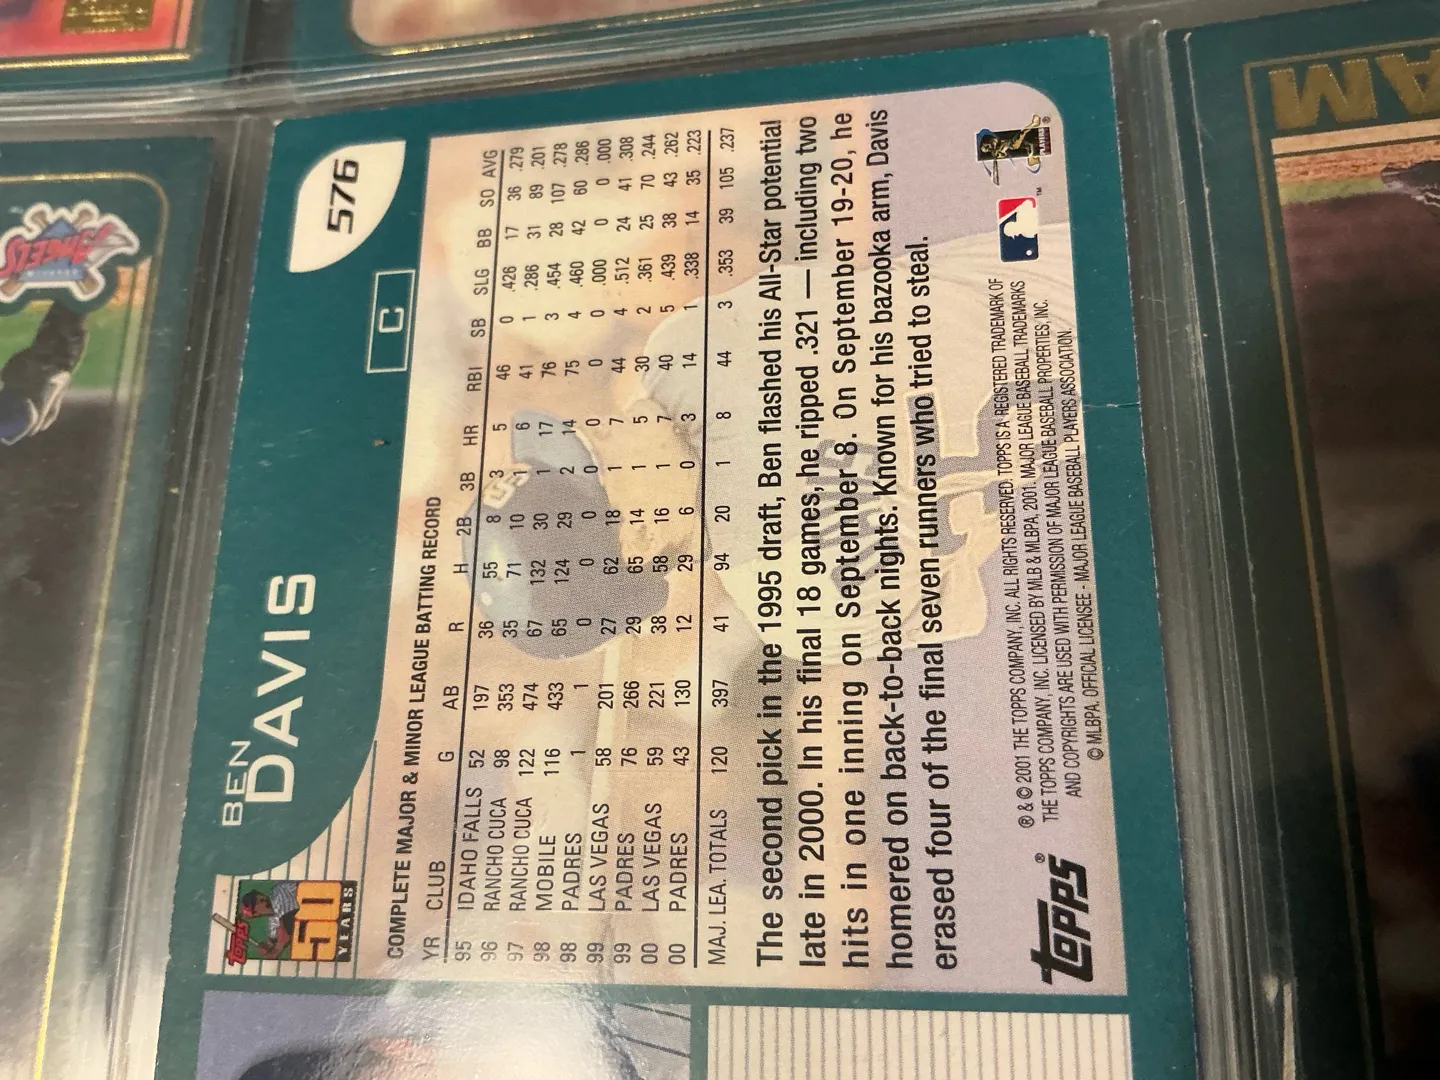 576
BEN
DAVIS
C
Topps
50
YEARS
COMPLETE MAJOR & MINOR LEAGUE BATTING RECORD
YR CLUB G AB R H 2B 3B HR RBI SB SLG BB SO AVG
95 IDAHO FALLS 52 197 36 55 8 3 5 46 0 .426 17 36 .279
96 RANCHO CUCA 98 353 35 71 10 1 6 41 1 .286 31 89 .201
97 RANCHO CUCA 122 474 67 132 30 1 17 76 3 .454 28 107 .278
98 MOBILE 116 433 65 124 29 2 14 75 4 .460 42 60 .286
98 PADRES 1 1 0 0 0 0 0 0 0 .000 0 0 .000
99 LAS VEGAS 58 201 27 62 18 1 7 44 4 .512 24 41 .308
99 PADRES 76 266 29 65 14 1 5 30 2 .361 25 70 .244
00 LAS VEGAS 59 221 38 58 16 1 7 40 5 .439 38 43 .262
00 PADRES 43 130 12 29 6 0 3 14 1 .338 14 35 .223
MAJ. LEA. TOTALS 120 397 41 94 20 1 8 44 3 .353 39 105 .237
The second pick in the 1995 draft, Ben flashed his All-Star potential
late in 2000. In his final 18 games, he ripped .321 — including two
hits in one inning on September 8. On September 19-20, he
homered on back-to-back nights. Known for his bazooka arm, Davis
erased four of the final seven runners who tried to steal.
Topps®
® & © 2001 THE TOPPS COMPANY, INC. ALL RIGHTS RESERVED. TOPPS IS A REGISTERED TRADEMARK OF
THE TOPPS COMPANY, INC. LICENSED BY MLB & MLBPA, 2001. MAJOR LEAGUE BASEBALL TRADEMARKS
AND COPYRIGHTS ARE USED WITH PERMISSION OF MAJOR LEAGUE BASEBALL PROPERTIES, INC.
© MLBPA. OFFICIAL LICENSEE - MAJOR LEAGUE BASEBALL PLAYERS ASSOCIATION.
™
ANGELS
AM